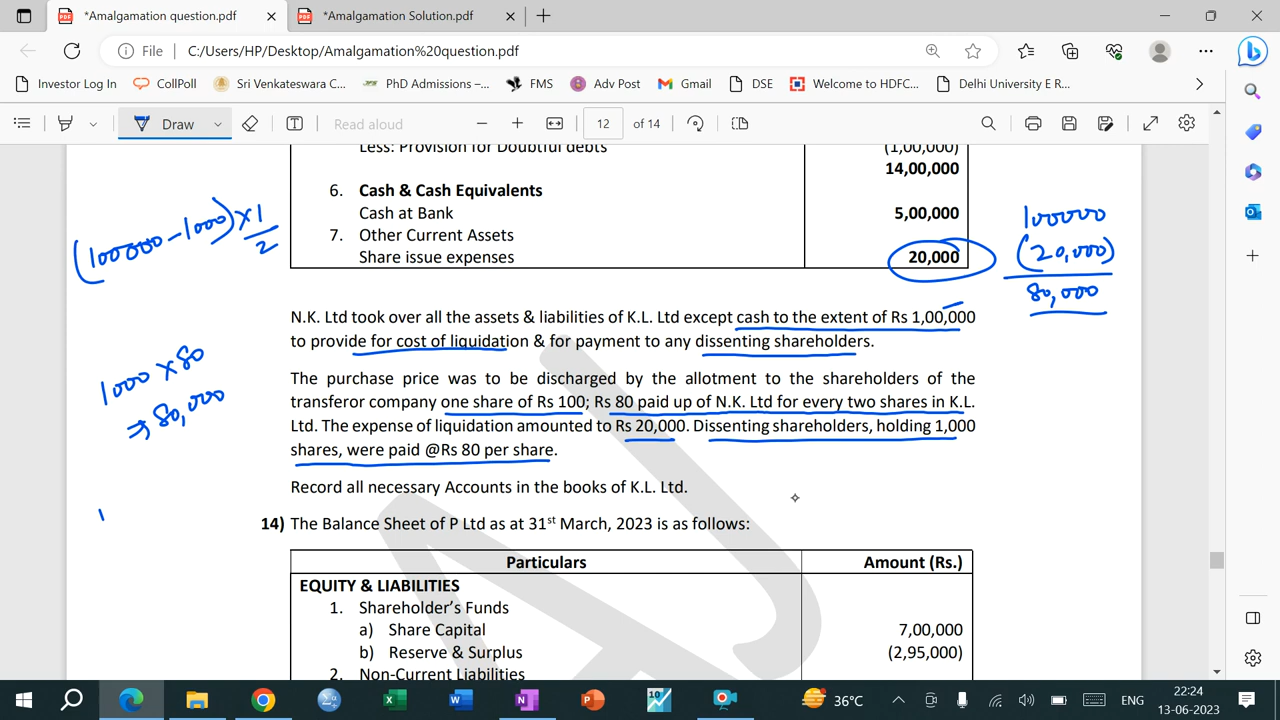 *Amalgamation question.pdf
*Amalgamation Solution.pdf
File C:/Users/HP/Desktop/Amalgamation%20question.pdf
Investor Log In CollPoll Sri Venkateswara C... PhD Admissions –... FMS Adv Post Gmail DSE Welcome to HDFC... Delhi University E R...
Draw Read aloud 12 of 14
Less: Provision for Doubtful debts (1,00,000)
14,00,000
6. Cash & Cash Equivalents
Cash at Bank 5,00,000
7. Other Current Assets
Share issue expenses 20,000
(100000 - 1000) × 1/2
100000
(20,000)
80,000
N.K. Ltd took over all the assets & liabilities of K.L. Ltd except cash to the extent of Rs 1,00,000
to provide for cost of liquidation & for payment to any dissenting shareholders.
1000 × 80
⇒ 80,000
The purchase price was to be discharged by the allotment to the shareholders of the
transferor company one share of Rs 100; Rs 80 paid up of N.K. Ltd for every two shares in K.L.
Ltd. The expense of liquidation amounted to Rs 20,000. Dissenting shareholders, holding 1,000
shares, were paid @Rs 80 per share.
Record all necessary Accounts in the books of K.L. Ltd.
14) The Balance Sheet of P Ltd as at 31st March, 2023 is as follows:
Particulars Amount (Rs.)
EQUITY & LIABILITIES
1. Shareholder's Funds
a) Share Capital 7,00,000
b) Reserve & Surplus (2,95,000)
2. Non-Current Liabilities
36°C ENG 22:24
13-06-2023